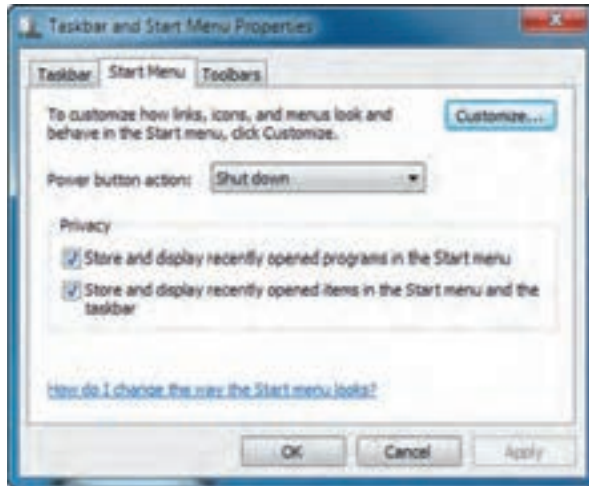 Taskbar and Start Menu Properties
Taskbar Start Menu Toolbars
To customize how links, icons, and menus look and
behave in the Start menu, click Customize.
Customize...
Power button action: Shut down
Privacy
Store and display recently opened programs in the Start menu
Store and display recently opened items in the Start menu and the
taskbar
How do I change the way the Start menu looks?
OK Cancel Apply